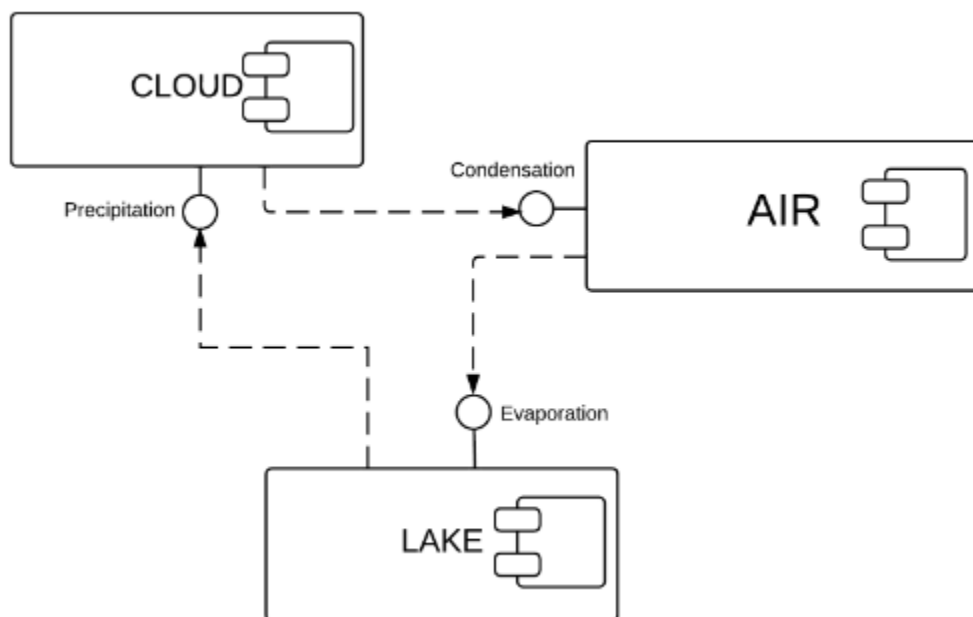 CLOUD
Condensation
Precipitation
AIR
Evaporation
LAKE